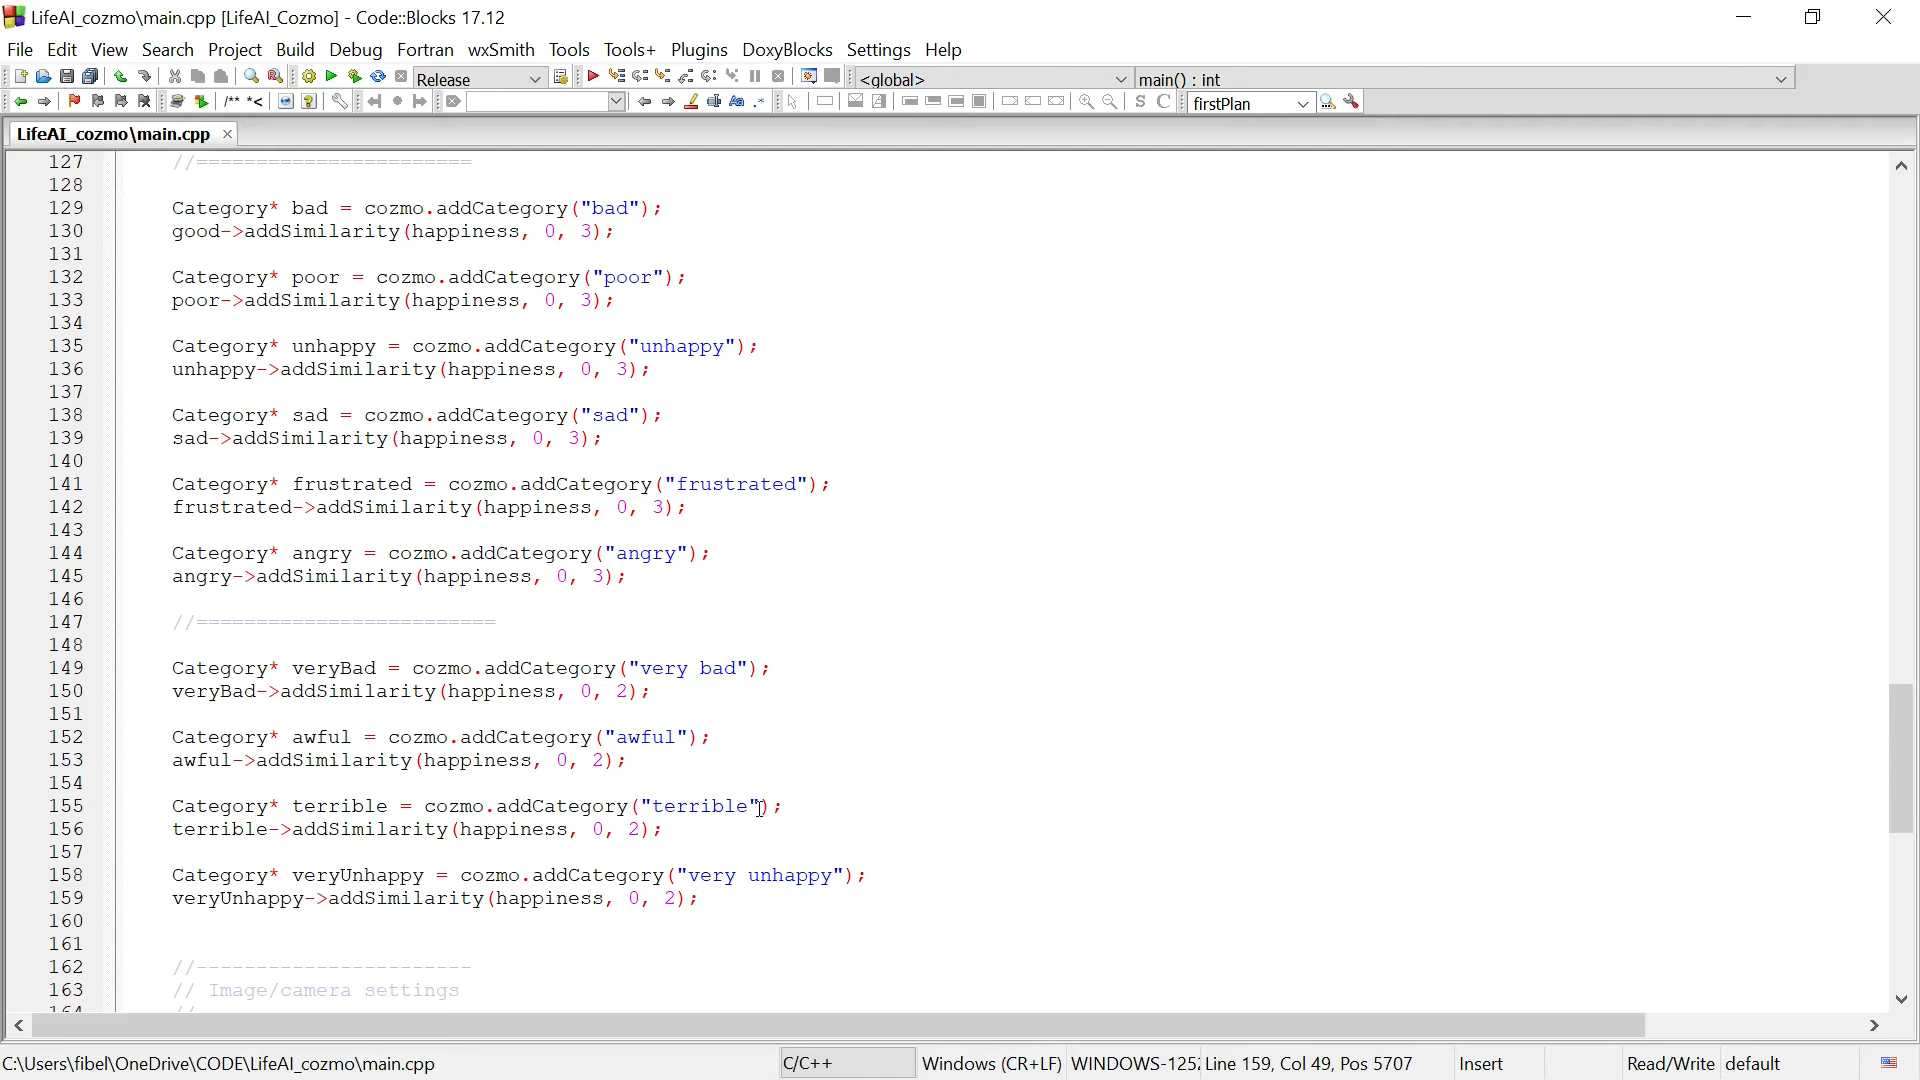 LifeAI_cozmo\main.cpp [LifeAI_Cozmo] - Code::Blocks 17.12
File Edit View Search Project Build Debug Fortran wxSmith Tools Tools+ Plugins DoxyBlocks Settings Help
Release <global> main() : int
/** *< Aa .* S C firstPlan
LifeAI_cozmo\main.cpp
127 //=======================
128
129 Category* bad = cozmo.addCategory("bad");
130 good->addSimilarity(happiness, 0, 3);
131
132 Category* poor = cozmo.addCategory("poor");
133 poor->addSimilarity(happiness, 0, 3);
134
135 Category* unhappy = cozmo.addCategory("unhappy");
136 unhappy->addSimilarity(happiness, 0, 3);
137
138 Category* sad = cozmo.addCategory("sad");
139 sad->addSimilarity(happiness, 0, 3);
140
141 Category* frustrated = cozmo.addCategory("frustrated");
142 frustrated->addSimilarity(happiness, 0, 3);
143
144 Category* angry = cozmo.addCategory("angry");
145 angry->addSimilarity(happiness, 0, 3);
146
147 //=========================
148
149 Category* veryBad = cozmo.addCategory("very bad");
150 veryBad->addSimilarity(happiness, 0, 2);
151
152 Category* awful = cozmo.addCategory("awful");
153 awful->addSimilarity(happiness, 0, 2);
154
155 Category* terrible = cozmo.addCategory("terrible");
156 terrible->addSimilarity(happiness, 0, 2);
157
158 Category* veryUnhappy = cozmo.addCategory("very unhappy");
159 veryUnhappy->addSimilarity(happiness, 0, 2);
160
161
162 //-----------------------
163 // Image/camera settings
164 //
C:\Users\fibel\OneDrive\CODE\LifeAI_cozmo\main.cpp C/C++ Windows (CR+LF) WINDOWS-1252 Line 159, Col 49, Pos 5707 Insert Read/Write default